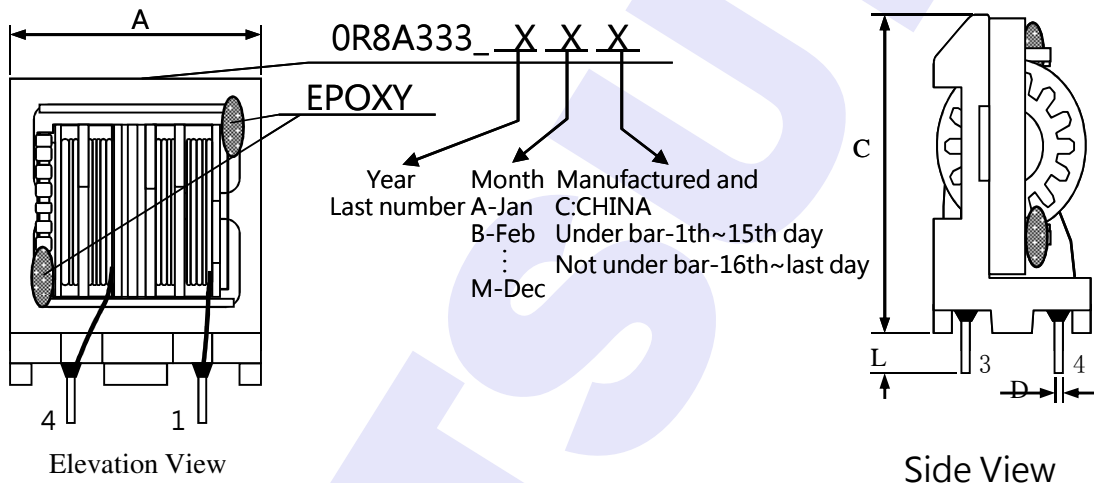 A
0R8A333_ X X X
EPOXY
Year Month Manufactured and
Last number A-Jan C:CHINA
B-Feb Under bar-1th~15th day
⋮ Not under bar-16th~last day
M-Dec
4 1
Elevation View
C
L 3 4
D
Side View